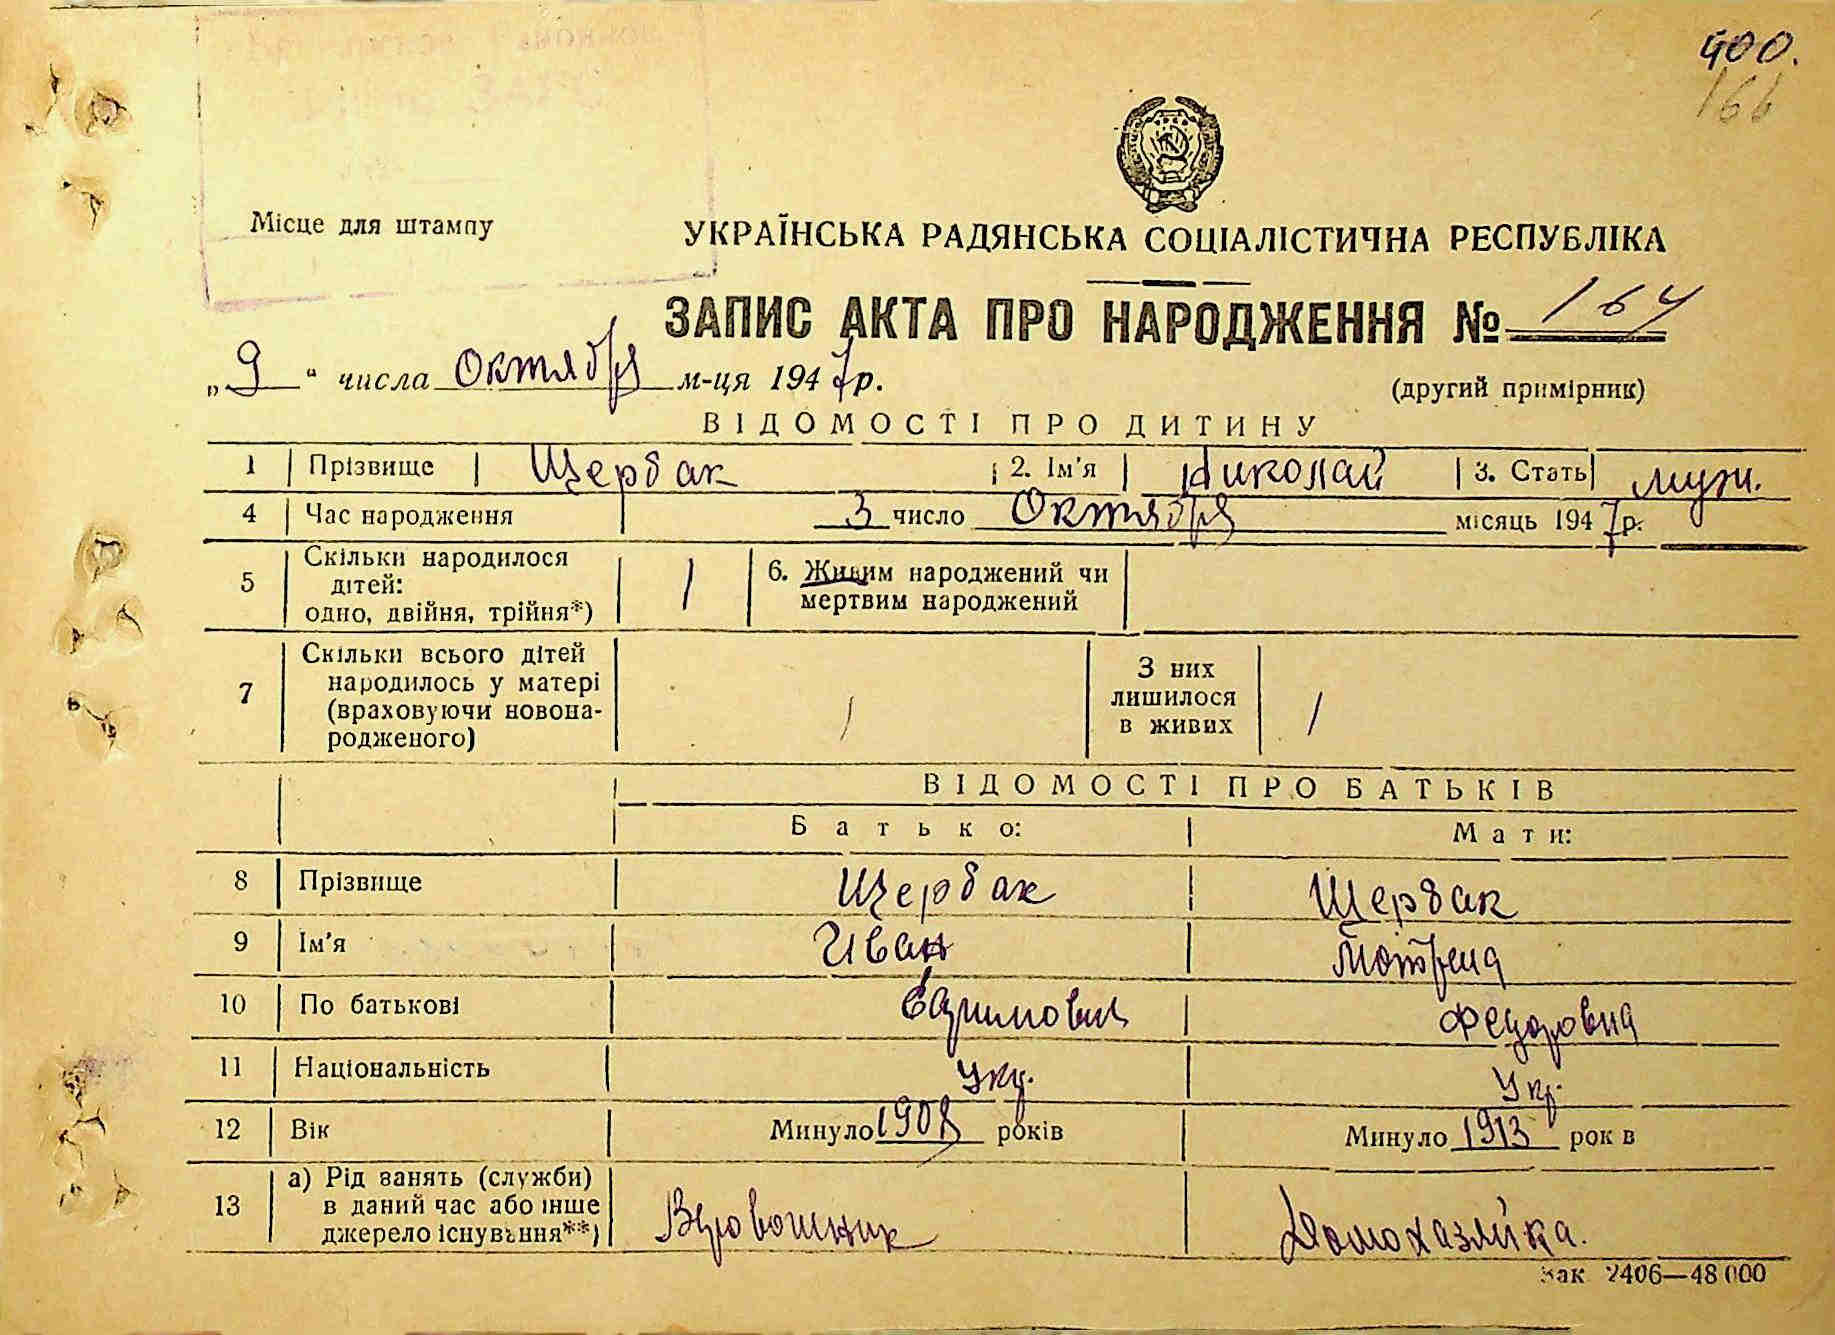 400.
166
Місце для штампу
УКРАЇНСЬКА РАДЯНСЬКА СОЦІАЛІСТИЧНА РЕСПУБЛІКА
ЗАПИС АКТА ПРО НАРОДЖЕННЯ № 164
„9“ числа Октября м-ця 1947р.
(другий примірник)
ВІДОМОСТІ ПРО ДИТИНУ
1 Прізвище Щербак 2. Ім'я Николай 3. Стать муж.
4 Час народження 3 число Октября місяць 1947р.
5 Скільки народилося дітей: одно, двійня, трійня*) 1 6. Живим народжений чи мертвим народжений
7 Скільки всього дітей народилось у матері (враховуючи новонародженого) 1 З них лишилося в живих 1
ВІДОМОСТІ ПРО БАТЬКІВ
Батько: Мати:
8 Прізвище Щербак Щербак
9 Ім'я Иван Мотрена
10 По батькові Ефимович Федоровна
11 Національність Укр. Укр.
12 Вік Минуло 1908 років Минуло 1913 рок в
13 а) Рід занять (служби) в даний час або інше джерело існування**) Домохазяйка.
Зак 2406—48 000